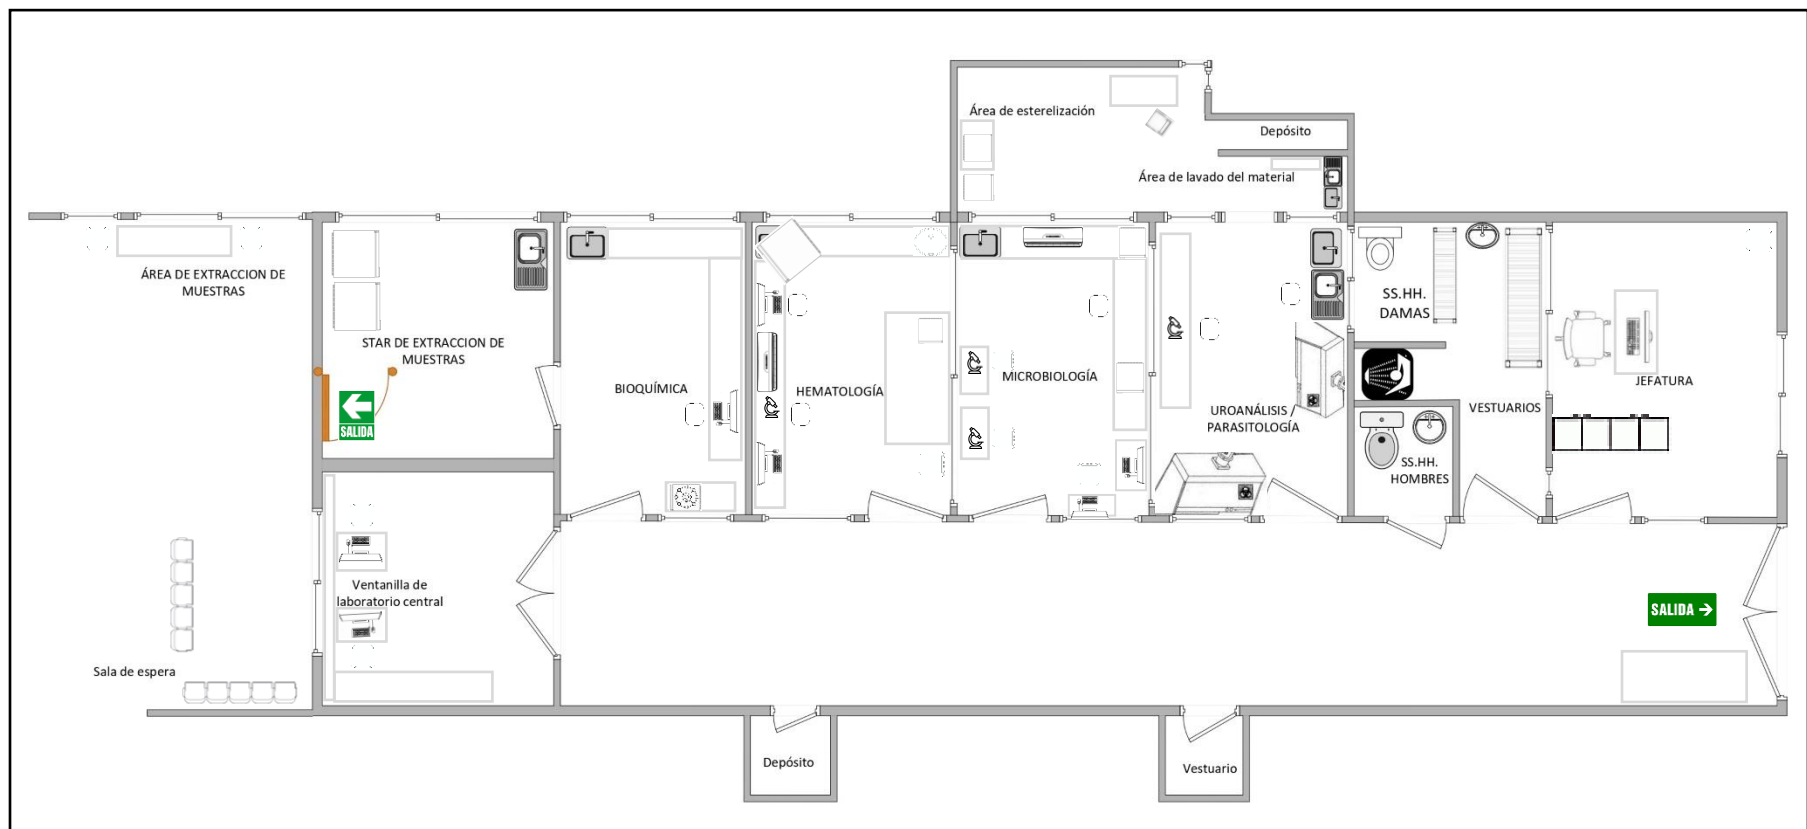 Área de esterelización
Depósito
Área de lavado del material
ÁREA DE EXTRACCION DE
MUESTRAS
STAR DE EXTRACCION DE
MUESTRAS
SALIDA
BIOQUÍMICA
HEMATOLOGÍA
MICROBIOLOGÍA
UROANÁLISIS /
PARASITOLOGÍA
SS.HH.
DAMAS
VESTUARIOS
JEFATURA
SS.HH.
HOMBRES
Ventanilla de
laboratorio central
SALIDA
Sala de espera
Depósito
Vestuario